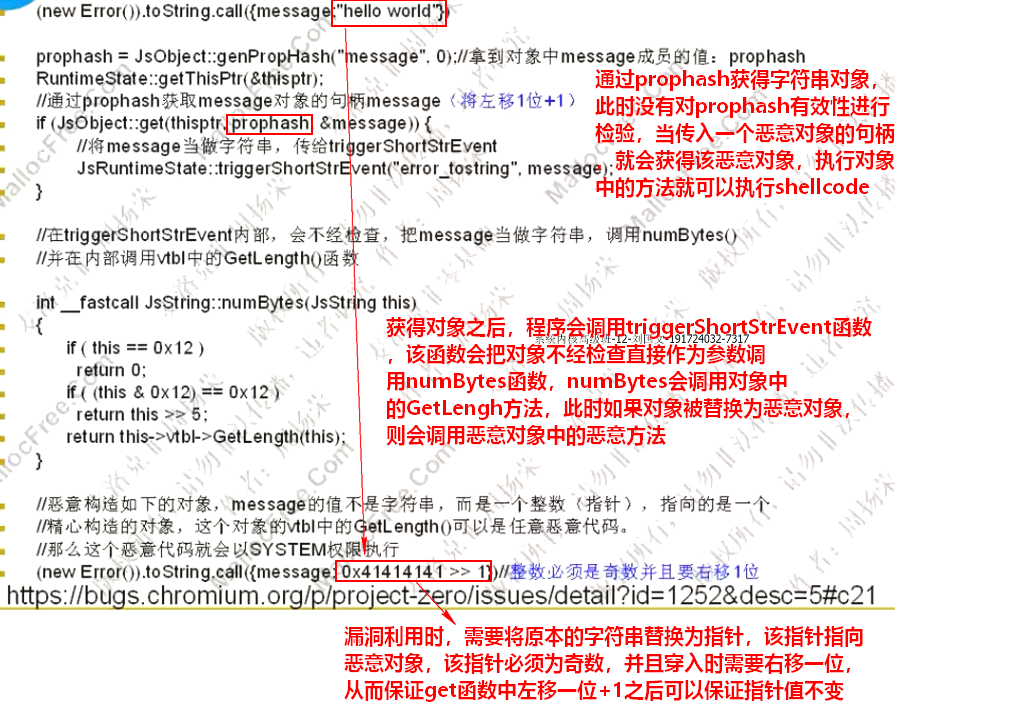 (new Error()).toString.call({message:"hello world"})
prophash = JsObject::genPropHash("message", 0);//拿到对象中message成员的值：prophash
RuntimeState::getThisPtr(&thisptr);
//通过prophash获取message对象的句柄message（将左移1位+1）
if (JsObject::get(thisptr, prophash, &message)) {
//将message当做字符串，传给triggerShortStrEvent
JsRuntimeState::triggerShortStrEvent("error_tostring", message);
}
通过prophash获得字符串对象，
此时没有对prophash有效性进行
检验，当传入一个恶意对象的句柄
，就会获得该恶意对象，执行对象
中的方法就可以执行shellcode
//在triggerShortStrEvent内部，会不经检查，把message当做字符串，调用numBytes()
//并在内部调用vtbl中的GetLength()函数
int __fastcall JsString::numBytes(JsString this)
{
if ( this == 0x12 )
return 0;
if ( (this & 0x12) == 0x12 )
return this >> 5;
return this->vtbl->GetLength(this);
}
获得对象之后，程序会调用triggerShortStrEvent函数
，该函数会把对象不经检查直接作为参数调
用numBytes函数，numBytes会调用对象中
的GetLengh方法，此时如果对象被替换为恶意对象，
则会调用恶意对象中的恶意方法
//恶意构造如下的对象，message的值不是字符串，而是一个整数（指针），指向的是一个
//精心构造的对象，这个对象的vtbl中的GetLength()可以是任意恶意代码。
//那么这个恶意代码就会以SYSTEM权限执行
(new Error()).toString.call({message: 0x41414141 >> 1})//整数必须是奇数并且要右移1位
https://bugs.chromium.org/p/project-zero/issues/detail?id=1252&desc=5#c21
漏洞利用时，需要将原本的字符串替换为指针，该指针指向
恶意对象，该指针必须为奇数，并且穿入时需要右移一位，
从而保证get函数中左移一位+1之后可以保证指针值不变